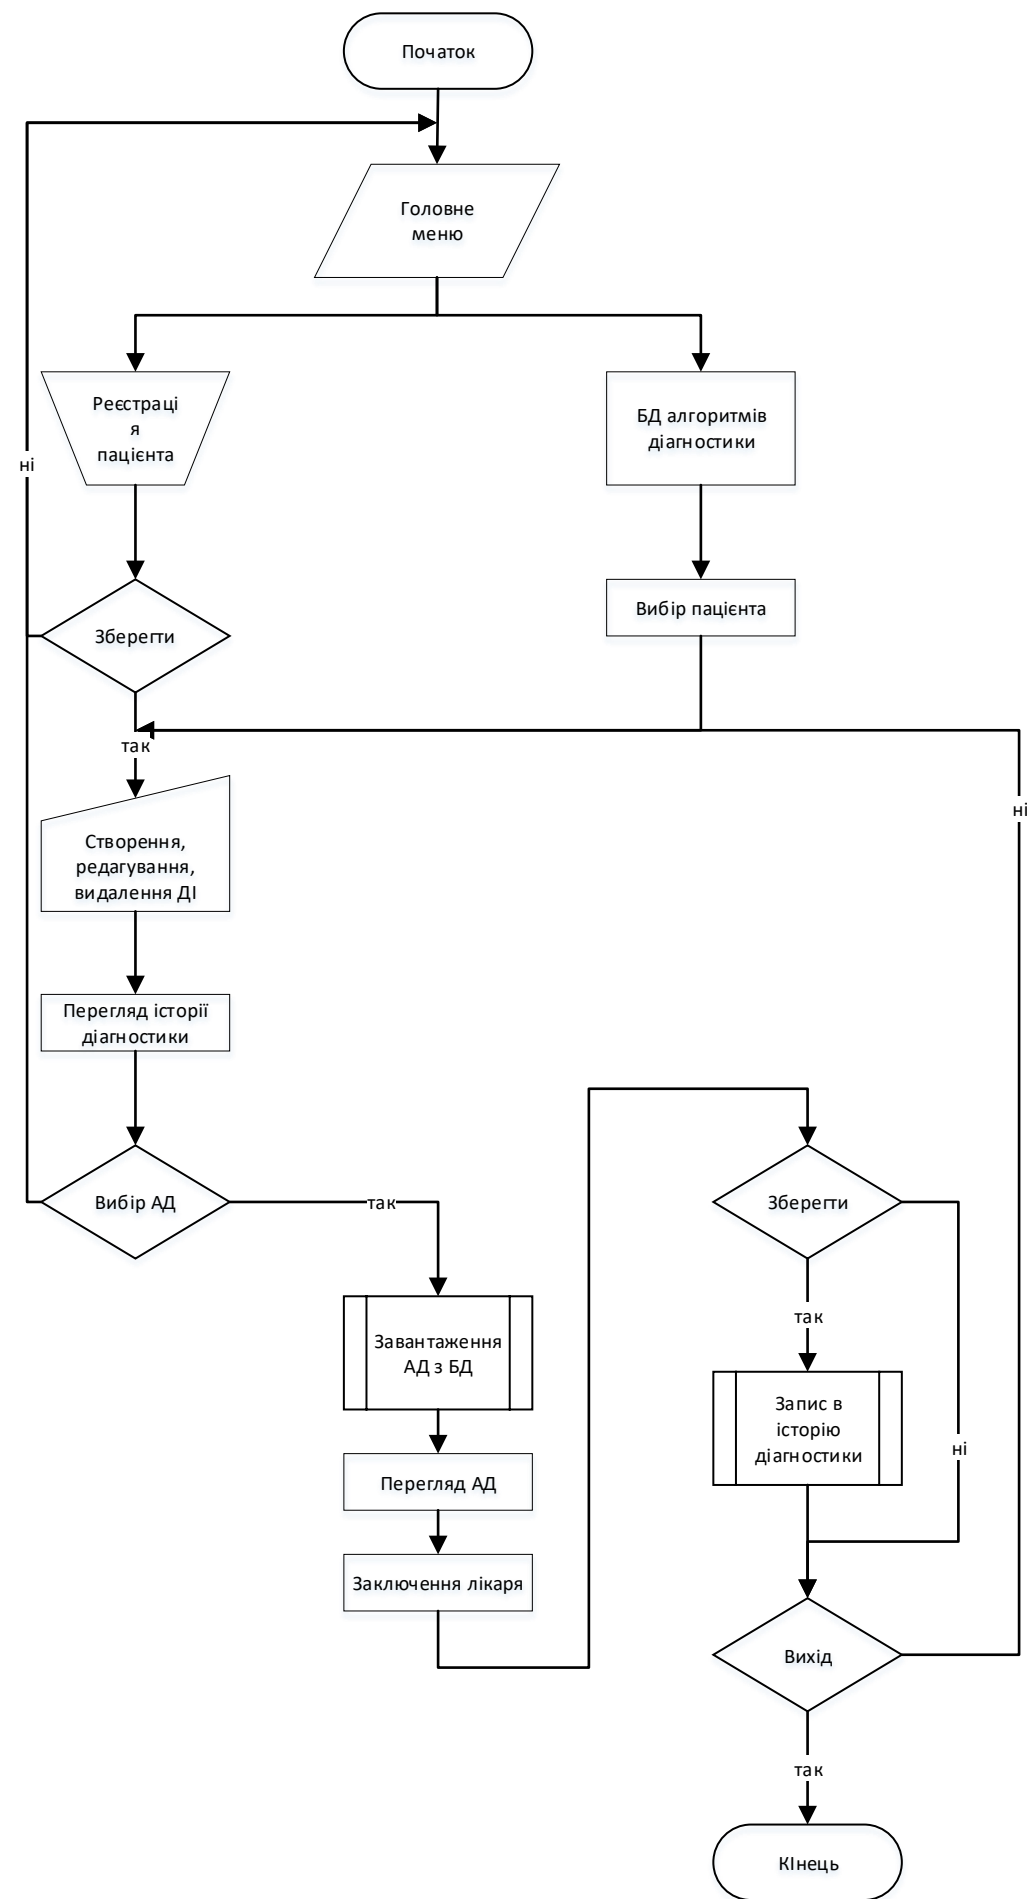 Початок
Головне
меню
Реєстраці
я
пацієнта
БД алгоритмів
діагностики
ні
Зберегти
Вибір пацієнта
так
ні
Створення,
редагування,
видалення ДІ
Перегляд історії
діагностики
Вибір АД
так
Зберегти
Завантаження
АД з БД
так
Запис в
історію
діагностики
ні
Перегляд АД
Заключення лікаря
Вихід
так
КІнець